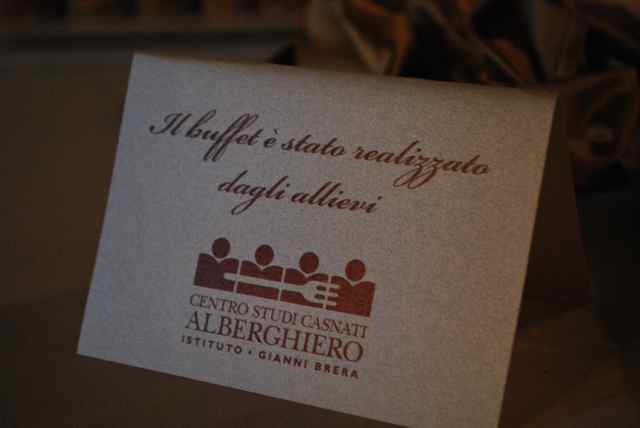 Il buffet è stato realizzato
dagli allievi
CENTRO STUDI CASNATI
ALBERGHIERO
ISTITUTO • GIANNI BRERA